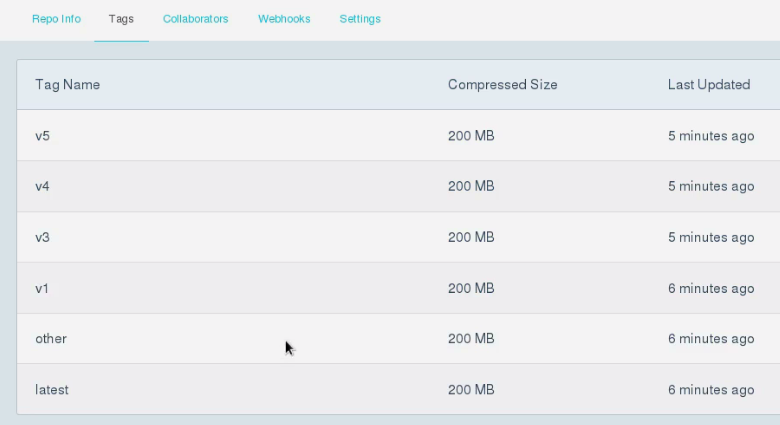 Repo Info Tags Collaborators Webhooks Settings
Tag Name Compressed Size Last Updated
v5 200 MB 5 minutes ago
v4 200 MB 5 minutes ago
v3 200 MB 5 minutes ago
v1 200 MB 6 minutes ago
other 200 MB 6 minutes ago
latest 200 MB 6 minutes ago